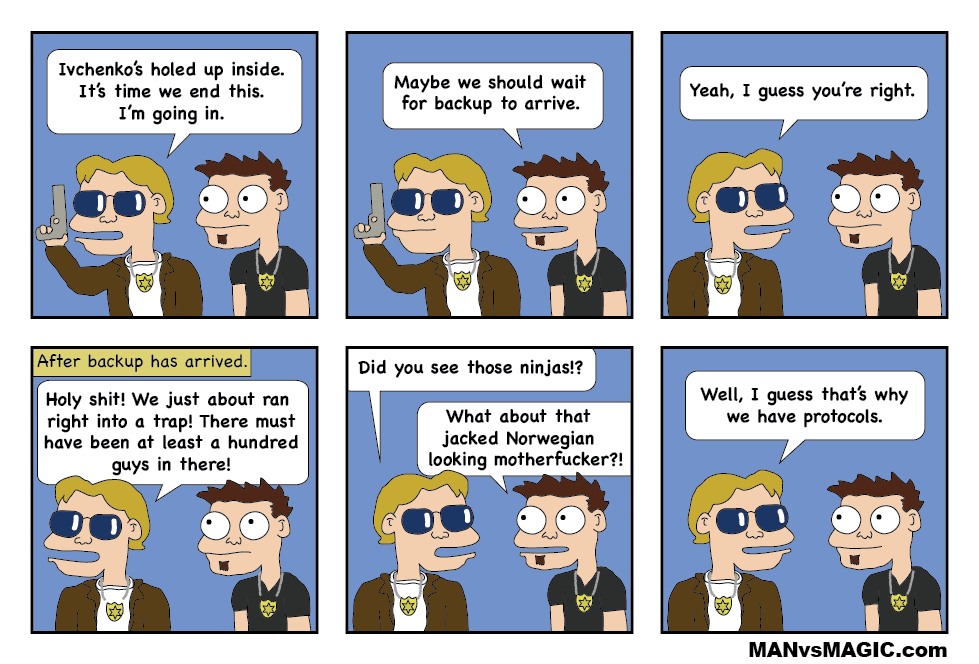 Ivchenko's holed up inside.
It's time we end this.
I'm going in.
Maybe we should wait
for backup to arrive.
Yeah, I guess you're right.
After backup has arrived.
Holy shit! We just about ran
right into a trap! There must
have been at least a hundred
guys in there!
Did you see those ninjas!?
What about that
jacked Norwegian
looking motherfucker?!
Well, I guess that's why
we have protocols.
MANvsMAGIC.com